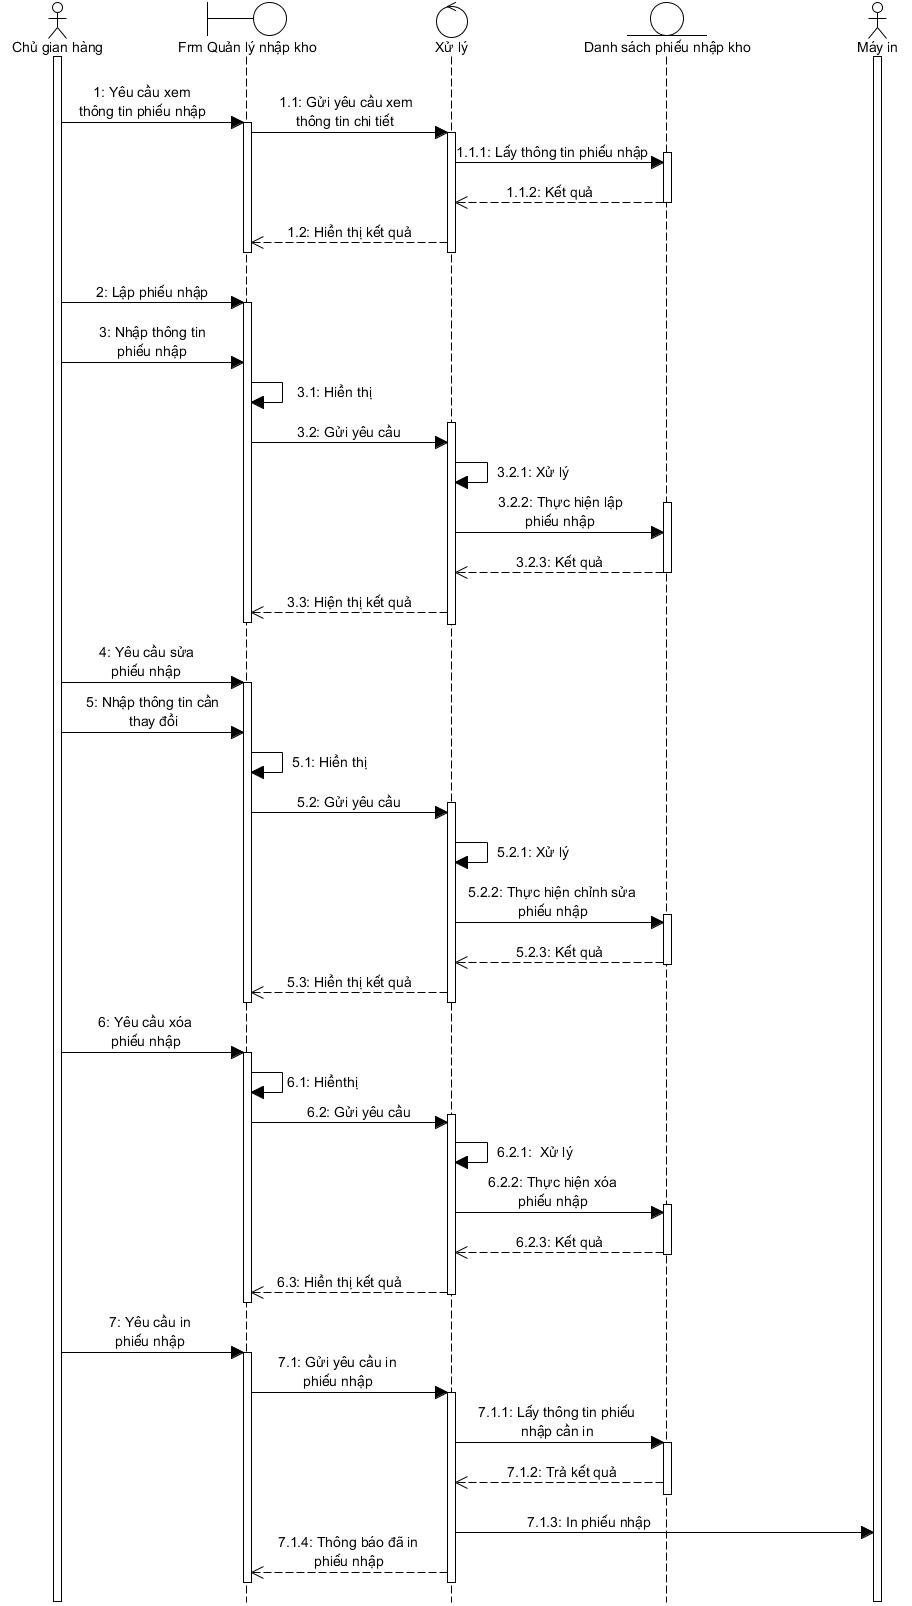 Chủ gian hàng
Frm Quản lý nhập kho
Xử lý
Danh sách phiếu nhập kho
Máy in
1: Yêu cầu xem
thông tin phiếu nhập
1.1: Gửi yêu cầu xem
thông tin chi tiết
1.1.1: Lấy thông tin phiếu nhập
1.1.2: Kết quả
1.2: Hiển thị kết quả
2: Lập phiếu nhập
3: Nhập thông tin
phiếu nhập
3.1: Hiển thị
3.2: Gửi yêu cầu
3.2.1: Xử lý
3.2.2: Thực hiện lập
phiếu nhập
3.2.3: Kết quả
3.3: Hiện thị kết quả
4: Yêu cầu sửa
phiếu nhập
5: Nhập thông tin cần
thay đổi
5.1: Hiển thị
5.2: Gửi yêu cầu
5.2.1: Xử lý
5.2.2: Thực hiện chỉnh sửa
phiếu nhập
5.2.3: Kết quả
5.3: Hiển thị kết quả
6: Yêu cầu xóa
phiếu nhập
6.1: Hiểnthị
6.2: Gửi yêu cầu
6.2.1:  Xử lý
6.2.2: Thực hiện xóa
phiếu nhập
6.2.3: Kết quả
6.3: Hiển thị kết quả
7: Yêu cầu in
phiếu nhập
7.1: Gửi yêu cầu in
phiếu nhập
7.1.1: Lấy thông tin phiếu
nhập cần in
7.1.2: Trả kết quả
7.1.3: In phiếu nhập
7.1.4: Thông báo đã in
phiếu nhập